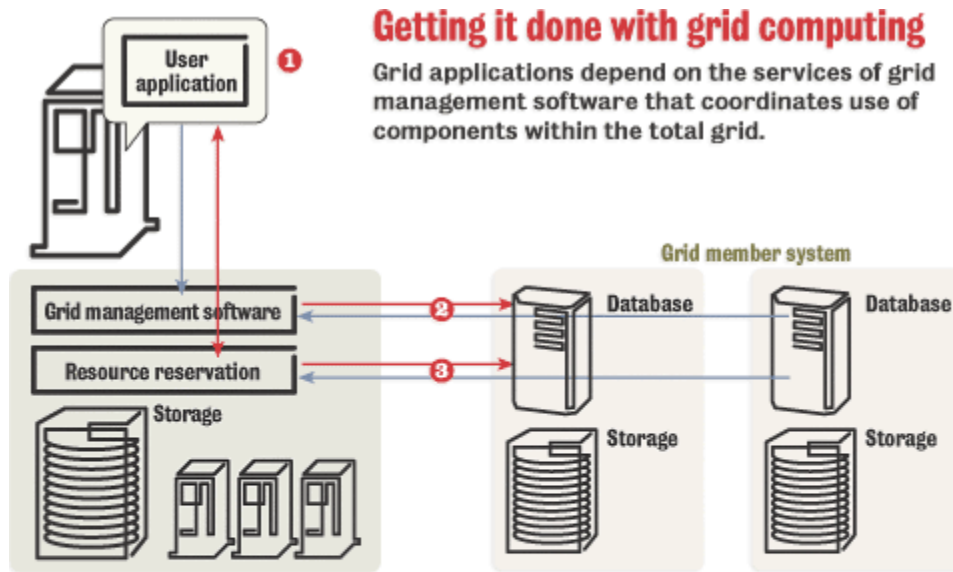 Getting it done with grid computing
Grid applications depend on the services of grid
management software that coordinates use of
components within the total grid.
User
application
1
Grid member system
Grid management software
2
Database
Database
Resource reservation
3
Storage
Storage
Storage